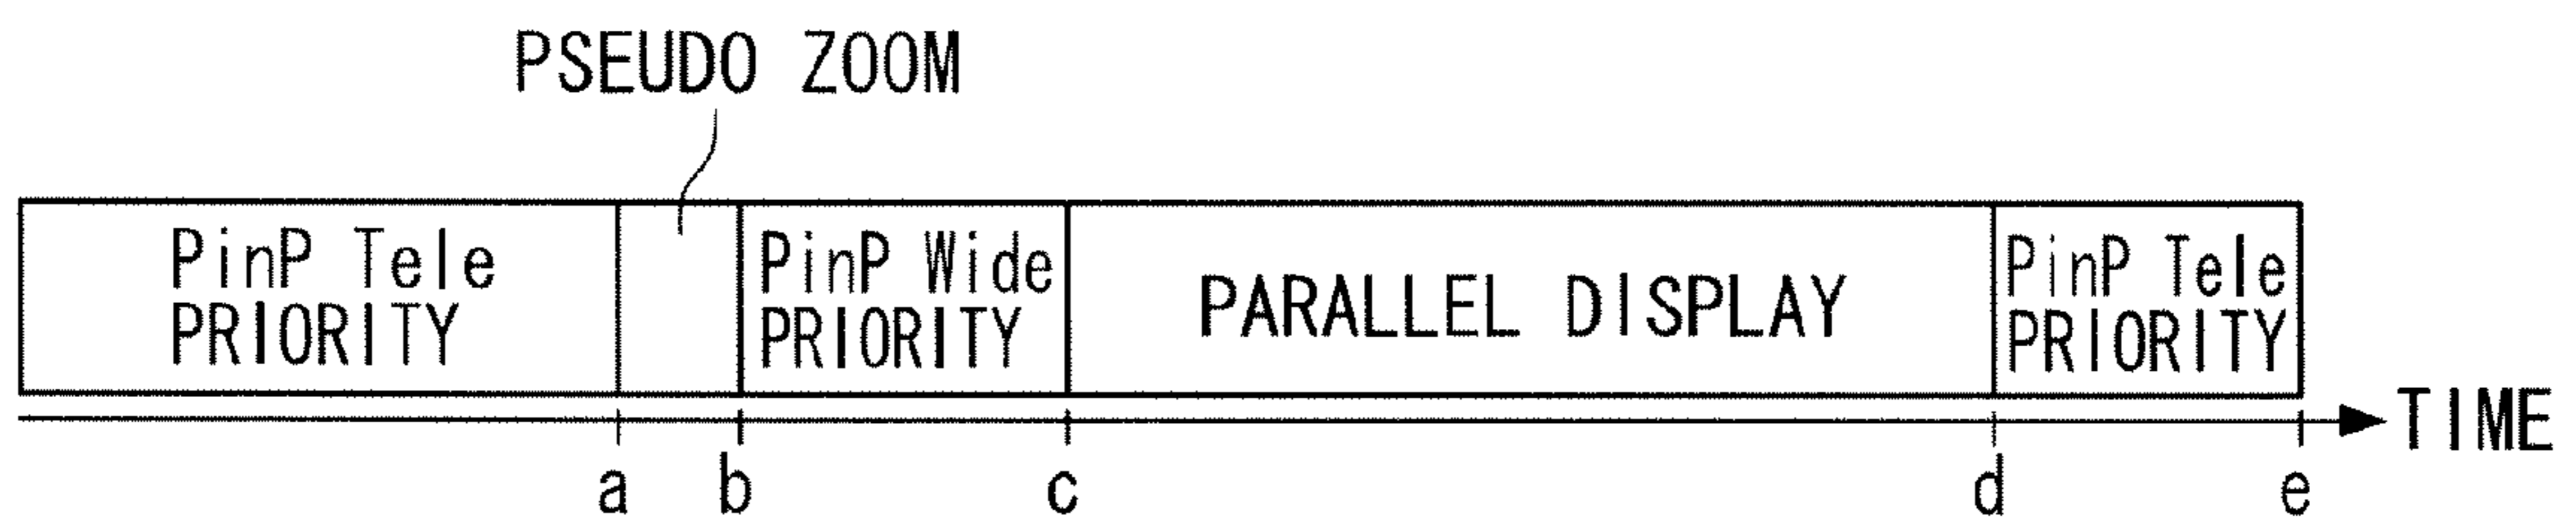 PSEUDO ZOOM
PinP Tele
PRIORITY
PinP Wide
PRIORITY
PARALLEL DISPLAY
PinP Tele
PRIORITY
TIME
a b c d e